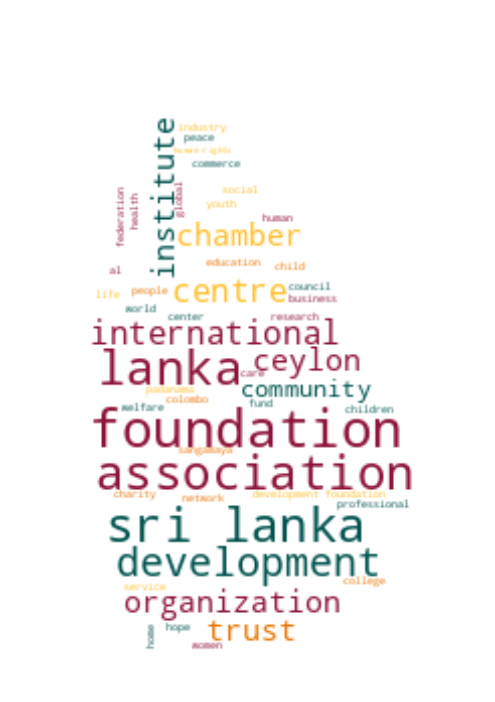 institute
industry
peace
human rights
commerce
federation
health
global
social
youth
human
chamber
al
education
child
life
people
centre
council
business
world
center
research
international
lanka
ceylon
care
community
padanama
colombo
welfare
fund
children
foundation
sangamaya
association
charity
network
development foundation
professional
sri lanka
development
college
service
organization
home
hope
trust
women